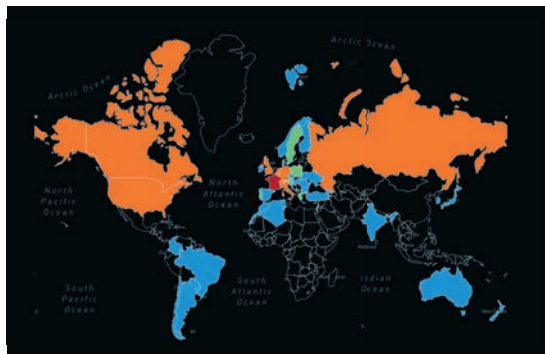 Arctic Ocean
Arctic Ocean
North
Pacific
Ocean
North
Atlantic
Ocean
South
Pacific
Ocean
South
Atlantic
Ocean
Indian
Ocean